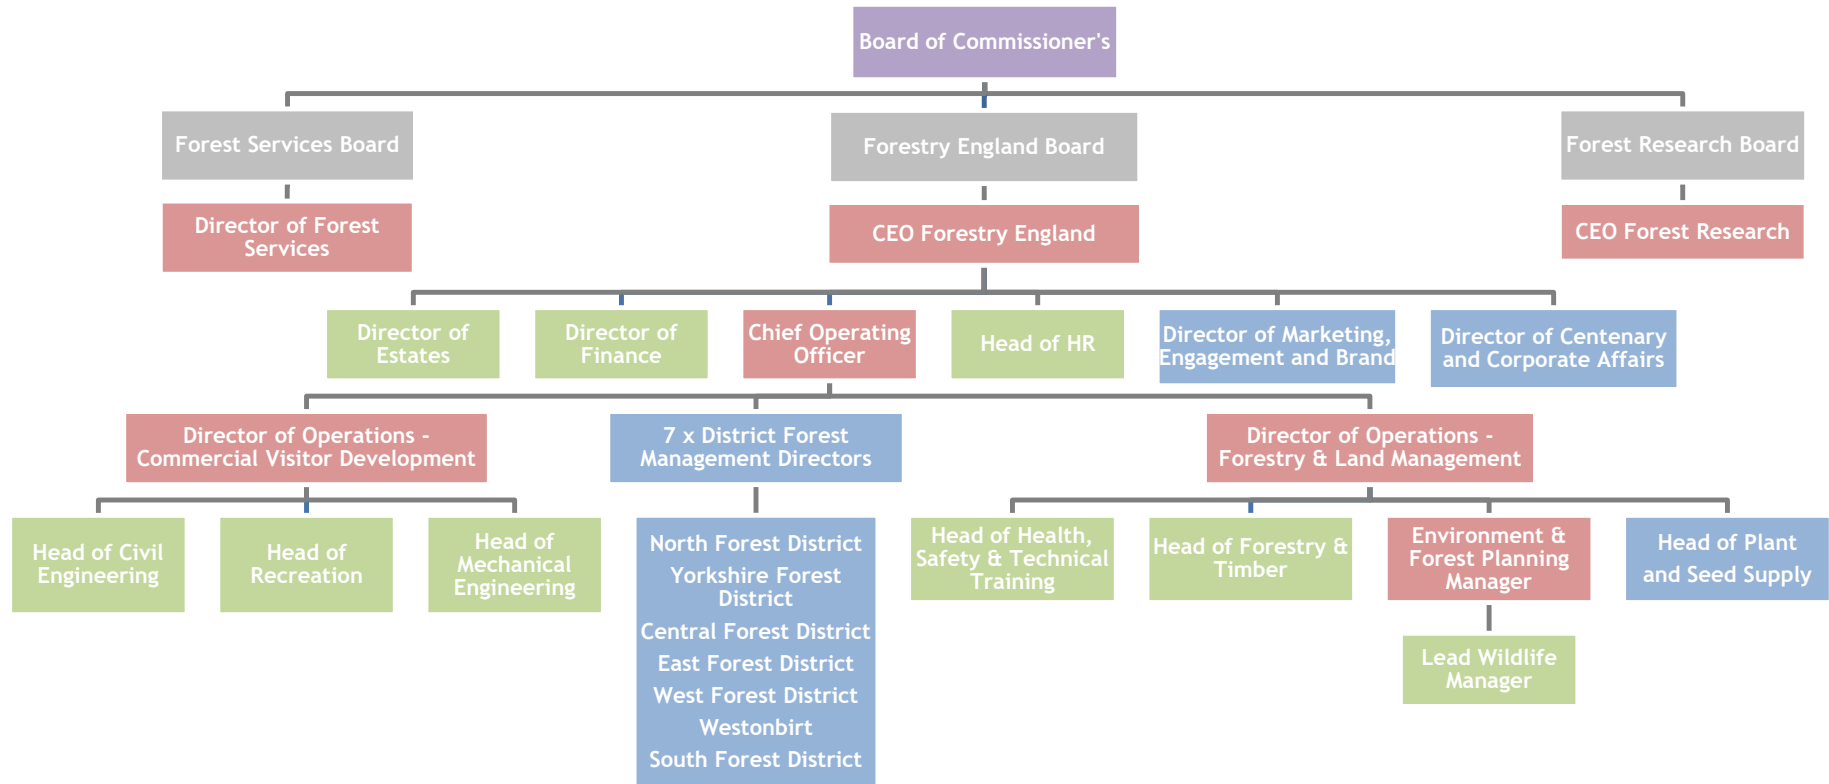 Board of Commissioner's
Forest Services Board
Forestry England Board
Forest Research Board
Director of Forest
Services
CEO Forestry England
CEO Forest Research
Director of
Estates
Director of
Finance
Chief Operating
Officer
Head of HR
Director of Marketing,
Engagement and Brand
Director of Centenary
and Corporate Affairs
Director of Operations -
Commercial Visitor Development
7 x District Forest
Management Directors
Director of Operations -
Forestry & Land Management
Head of Civil
Engineering
Head of
Recreation
Head of
Mechanical
Engineering
North Forest District
Yorkshire Forest
District
Central Forest District
East Forest District
West Forest District
Westonbirt
South Forest District
Head of Health,
Safety & Technical
Training
Head of Forestry &
Timber
Environment &
Forest Planning
Manager
Head of Plant
and Seed Supply
Lead Wildlife
Manager